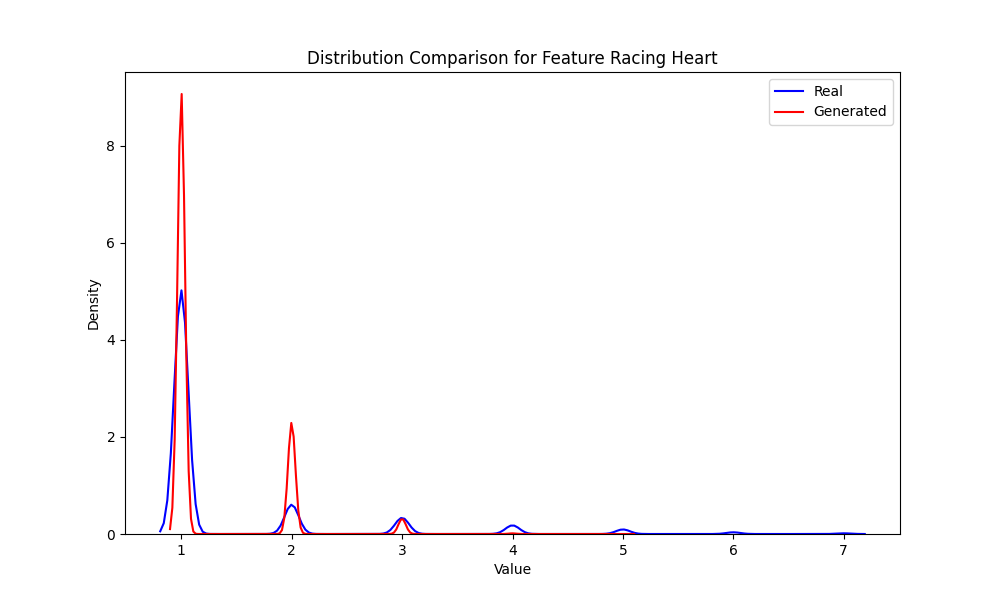 Distribution Comparison for Feature Racing Heart
Real
Generated
Density
8
6
4
2
0
1 2 3 4 5 6 7
Value